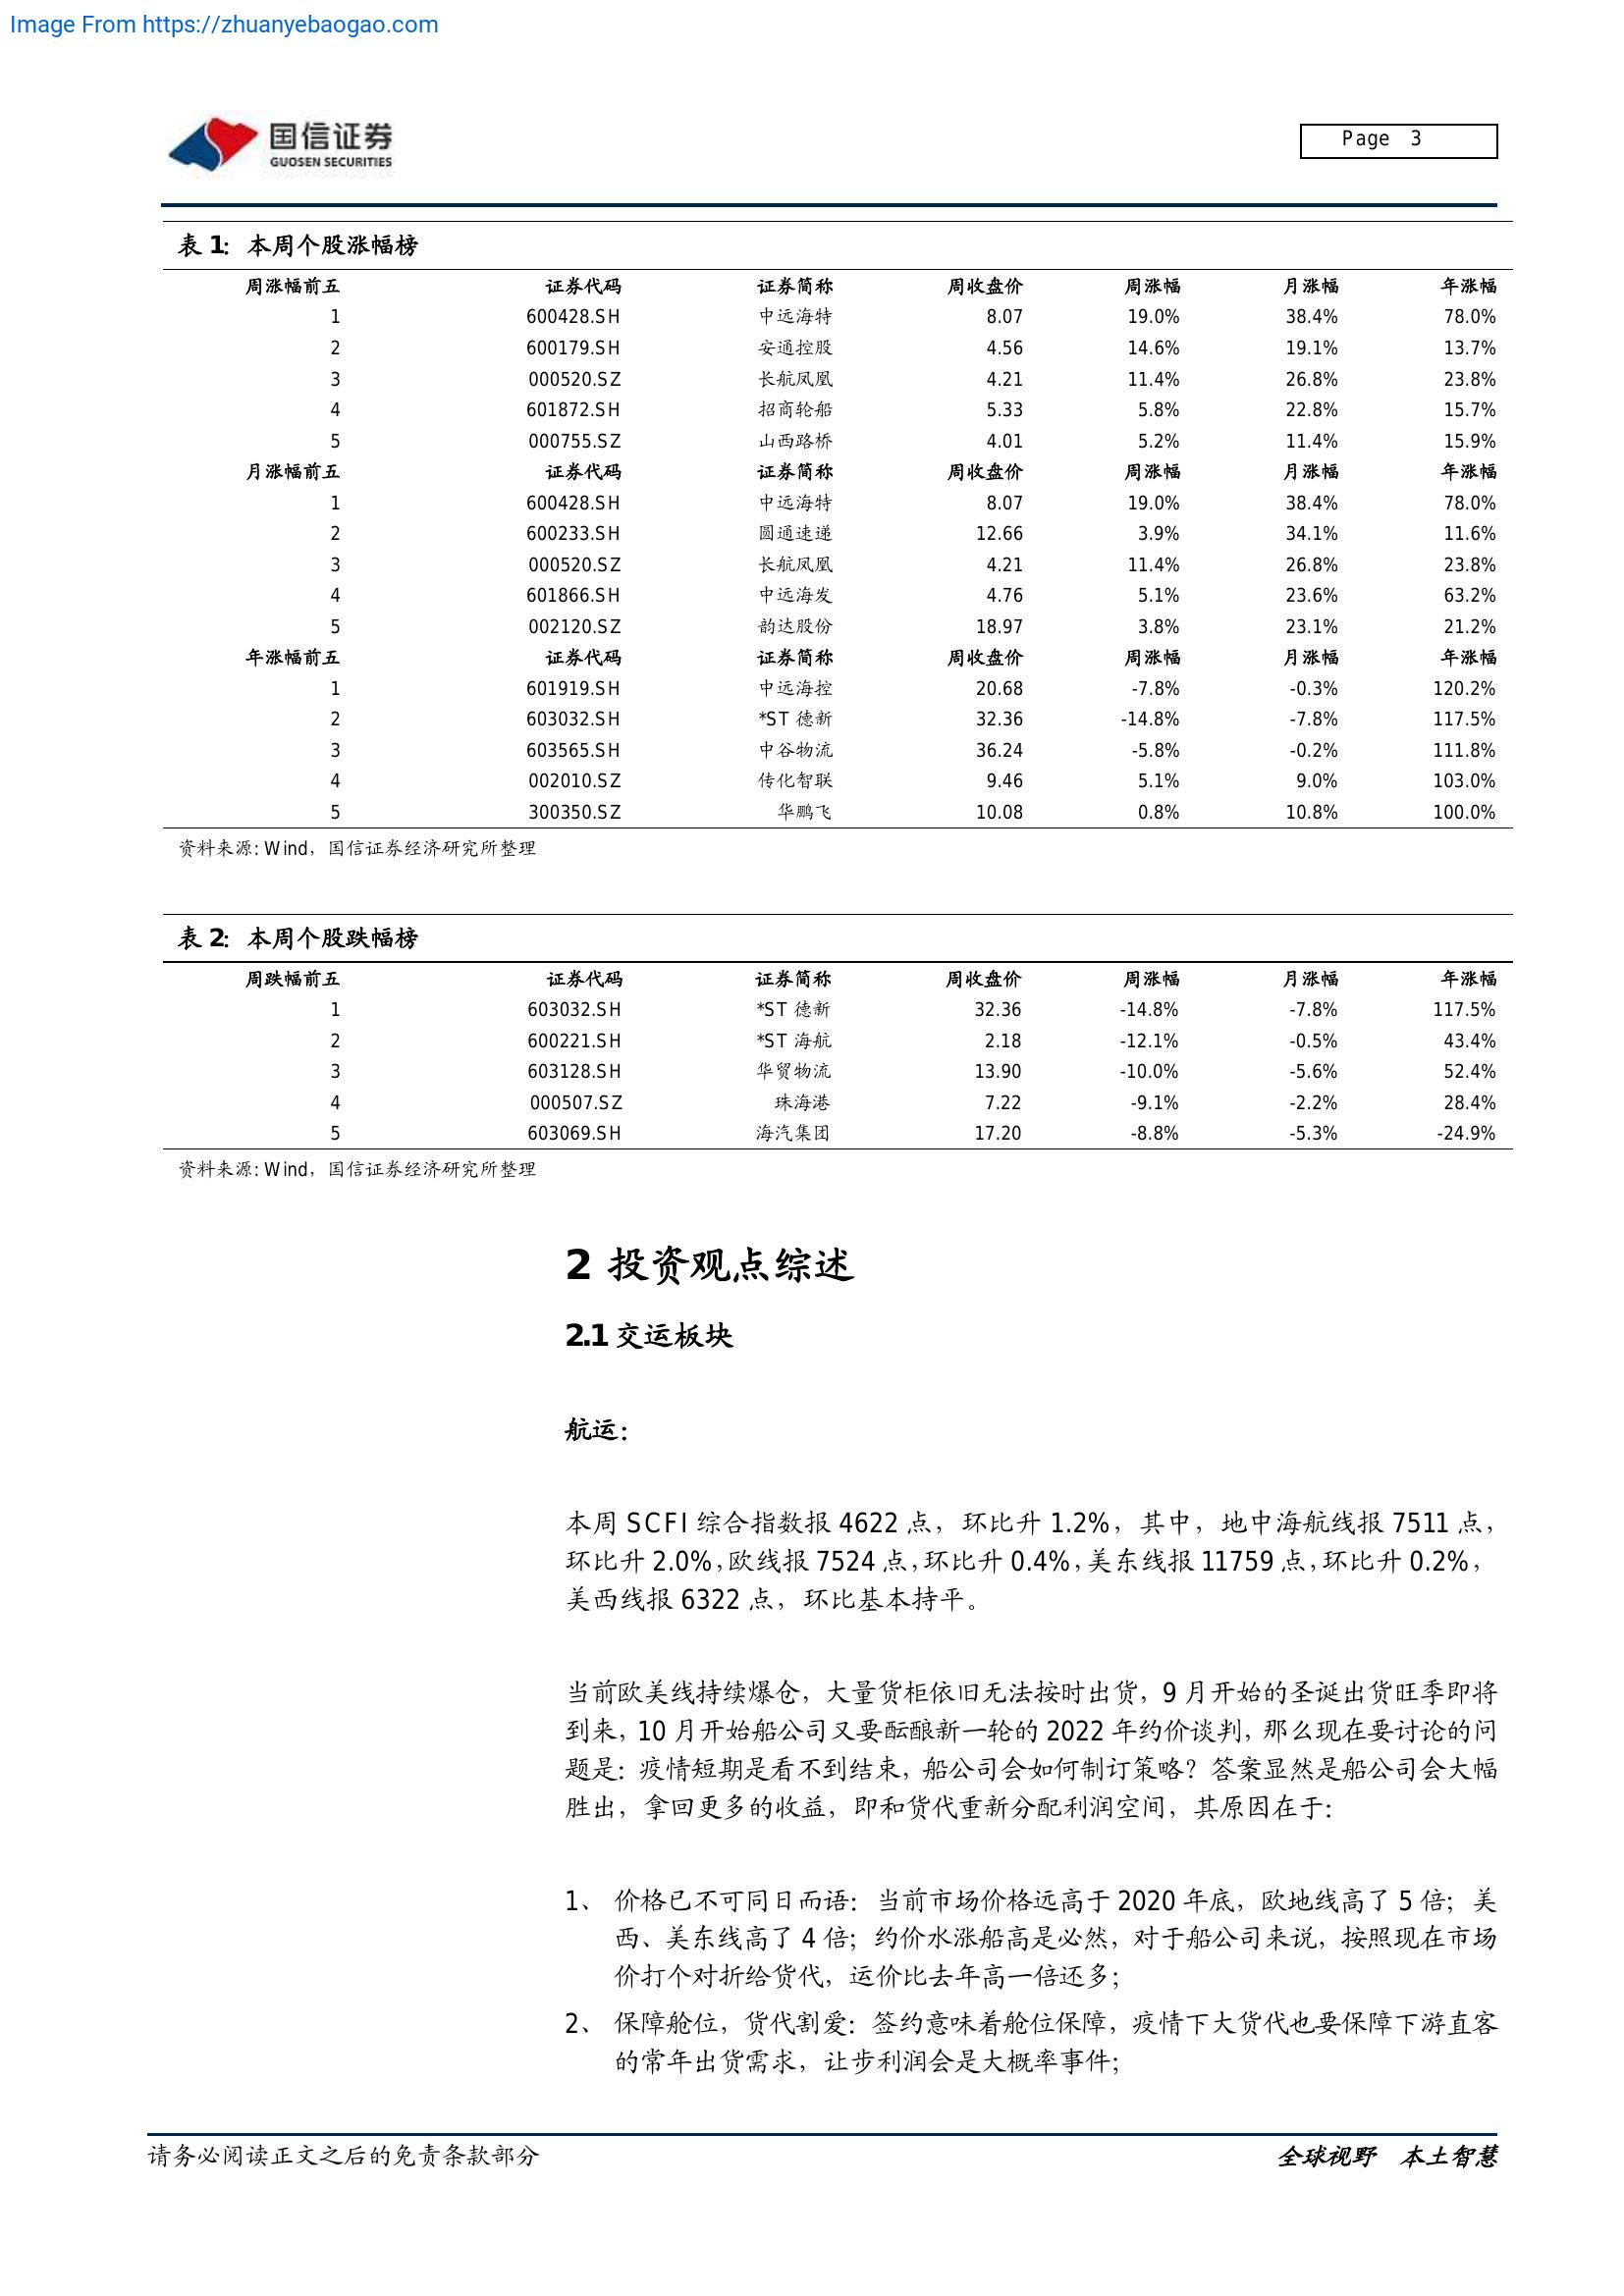 Image From https://zhuanyebaogao.com
国信证券
GUOSEN SECURITIES
Page 3
表 1：本周个股涨幅榜
周涨幅前五 证券代码 证券简称 周收盘价 周涨幅 月涨幅 年涨幅
1 600428.SH 中远海特 8.07 19.0% 38.4% 78.0%
2 600179.SH 安通控股 4.56 14.6% 19.1% 13.7%
3 000520.SZ 长航凤凰 4.21 11.4% 26.8% 23.8%
4 601872.SH 招商轮船 5.33 5.8% 22.8% 15.7%
5 000755.SZ 山西路桥 4.01 5.2% 11.4% 15.9%
月涨幅前五 证券代码 证券简称 周收盘价 周涨幅 月涨幅 年涨幅
1 600428.SH 中远海特 8.07 19.0% 38.4% 78.0%
2 600233.SH 圆通速递 12.66 3.9% 34.1% 11.6%
3 000520.SZ 长航凤凰 4.21 11.4% 26.8% 23.8%
4 601866.SH 中远海发 4.76 5.1% 23.6% 63.2%
5 002120.SZ 韵达股份 18.97 3.8% 23.1% 21.2%
年涨幅前五 证券代码 证券简称 周收盘价 周涨幅 月涨幅 年涨幅
1 601919.SH 中远海控 20.68 -7.8% -0.3% 120.2%
2 603032.SH *ST 德新 32.36 -14.8% -7.8% 117.5%
3 603565.SH 中谷物流 36.24 -5.8% -0.2% 111.8%
4 002010.SZ 传化智联 9.46 5.1% 9.0% 103.0%
5 300350.SZ 华鹏飞 10.08 0.8% 10.8% 100.0%
资料来源：Wind，国信证券经济研究所整理
表 2：本周个股跌幅榜
周跌幅前五 证券代码 证券简称 周收盘价 周涨幅 月涨幅 年涨幅
1 603032.SH *ST 德新 32.36 -14.8% -7.8% 117.5%
2 600221.SH *ST 海航 2.18 -12.1% -0.5% 43.4%
3 603128.SH 华贸物流 13.90 -10.0% -5.6% 52.4%
4 000507.SZ 珠海港 7.22 -9.1% -2.2% 28.4%
5 603069.SH 海汽集团 17.20 -8.8% -5.3% -24.9%
资料来源：Wind，国信证券经济研究所整理
2 投资观点综述
2.1 交运板块
航运：
本周 SCFI 综合指数报 4622 点，环比升 1.2%，其中，地中海航线报 7511 点，
环比升 2.0%，欧线报 7524 点，环比升 0.4%，美东线报 11759 点，环比升 0.2%，
美西线报 6322 点，环比基本持平。
当前欧美线持续爆仓，大量货柜依旧无法按时出货，9 月开始的圣诞出货旺季即将
到来，10 月开始船公司又要酝酿新一轮的 2022 年约价谈判，那么现在要讨论的问
题是：疫情短期是看不到结束，船公司会如何制订策略？答案显然是船公司会大幅
胜出，拿回更多的收益，即和货代重新分配利润空间，其原因在于：
1、 价格已不可同日而语：当前市场价格远高于 2020 年底，欧地线高了 5 倍；美
西、美东线高了 4 倍；约价水涨船高是必然，对于船公司来说，按照现在市场
价打个对折给货代，运价比去年高一倍还多；
2、 保障舱位，货代割爱：签约意味着舱位保障，疫情下大货代也要保障下游直客
的常年出货需求，让步利润会是大概率事件；
请务必阅读正文之后的免责条款部分
全球视野 本土智慧